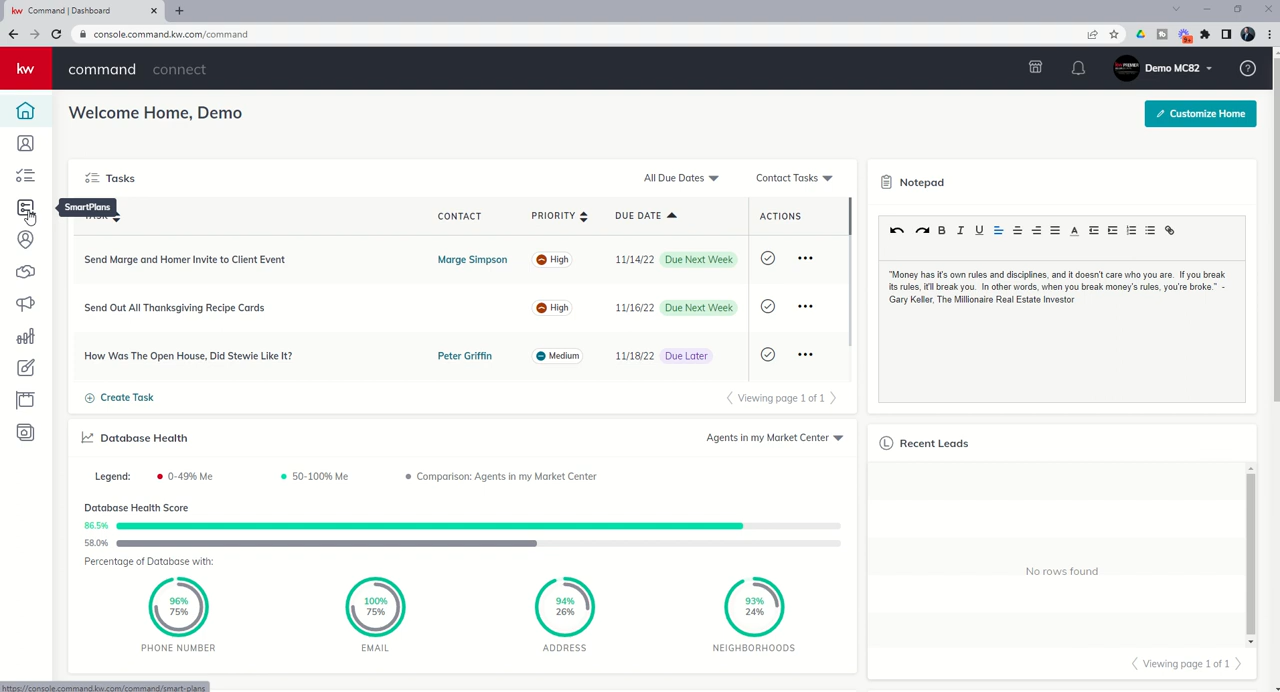 kw Command | Dashboard
console.command.kw.com/command
9+
kw command connect
Demo MC82
Welcome Home, Demo
Customize Home
Tasks
All Due Dates
Contact Tasks
SmartPlans
CONTACT PRIORITY DUE DATE ACTIONS
Send Marge and Homer Invite to Client Event Marge Simpson High 11/14/22 Due Next Week
Send Out All Thanksgiving Recipe Cards High 11/16/22 Due Next Week
How Was The Open House, Did Stewie Like It? Peter Griffin Medium 11/18/22 Due Later
Create Task
Viewing page 1 of 1
Notepad
"Money has it's own rules and disciplines, and it doesn't care who you are. If you break
its rules, it'll break you. In other words, when you break money's rules, you're broke." -
Gary Keller, The Millionaire Real Estate Investor
Database Health
Agents in my Market Center
Legend: 0-49% Me 50-100% Me Comparison: Agents in my Market Center
Database Health Score
86.5%
58.0%
Percentage of Database with:
96% 100% 94% 93%
75% 75% 26% 24%
PHONE NUMBER EMAIL ADDRESS NEIGHBORHOODS
Recent Leads
No rows found
Viewing page 1 of 1
https://console.command.kw.com/command/smart-plans